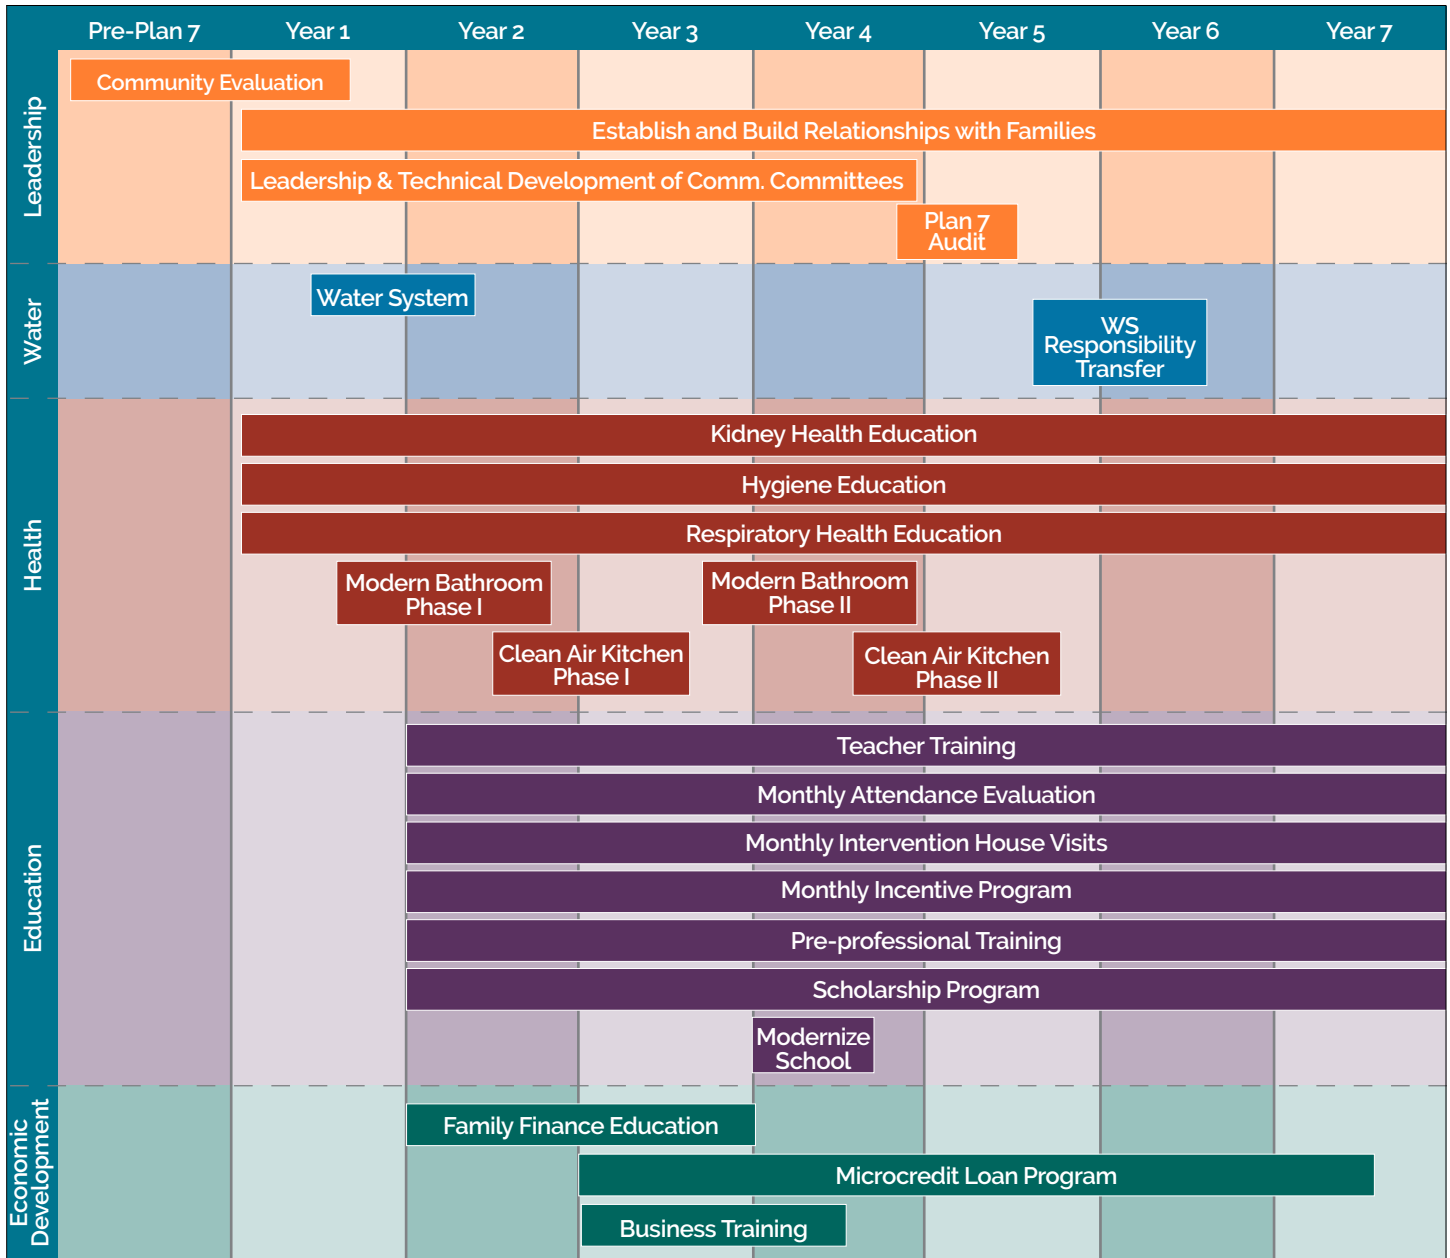 Pre-Plan 7 Year 1 Year 2 Year 3 Year 4 Year 5 Year 6 Year 7
Leadership
Community Evaluation
Establish and Build Relationships with Families
Leadership & Technical Development of Comm. Committees
Plan 7
Audit
Water
Water System
WS
Responsibility
Transfer
Health
Kidney Health Education
Hygiene Education
Respiratory Health Education
Modern Bathroom
Phase I
Modern Bathroom
Phase II
Clean Air Kitchen
Phase I
Clean Air Kitchen
Phase II
Education
Teacher Training
Monthly Attendance Evaluation
Monthly Intervention House Visits
Monthly Incentive Program
Pre-professional Training
Scholarship Program
Modernize
School
Economic
Development
Family Finance Education
Microcredit Loan Program
Business Training